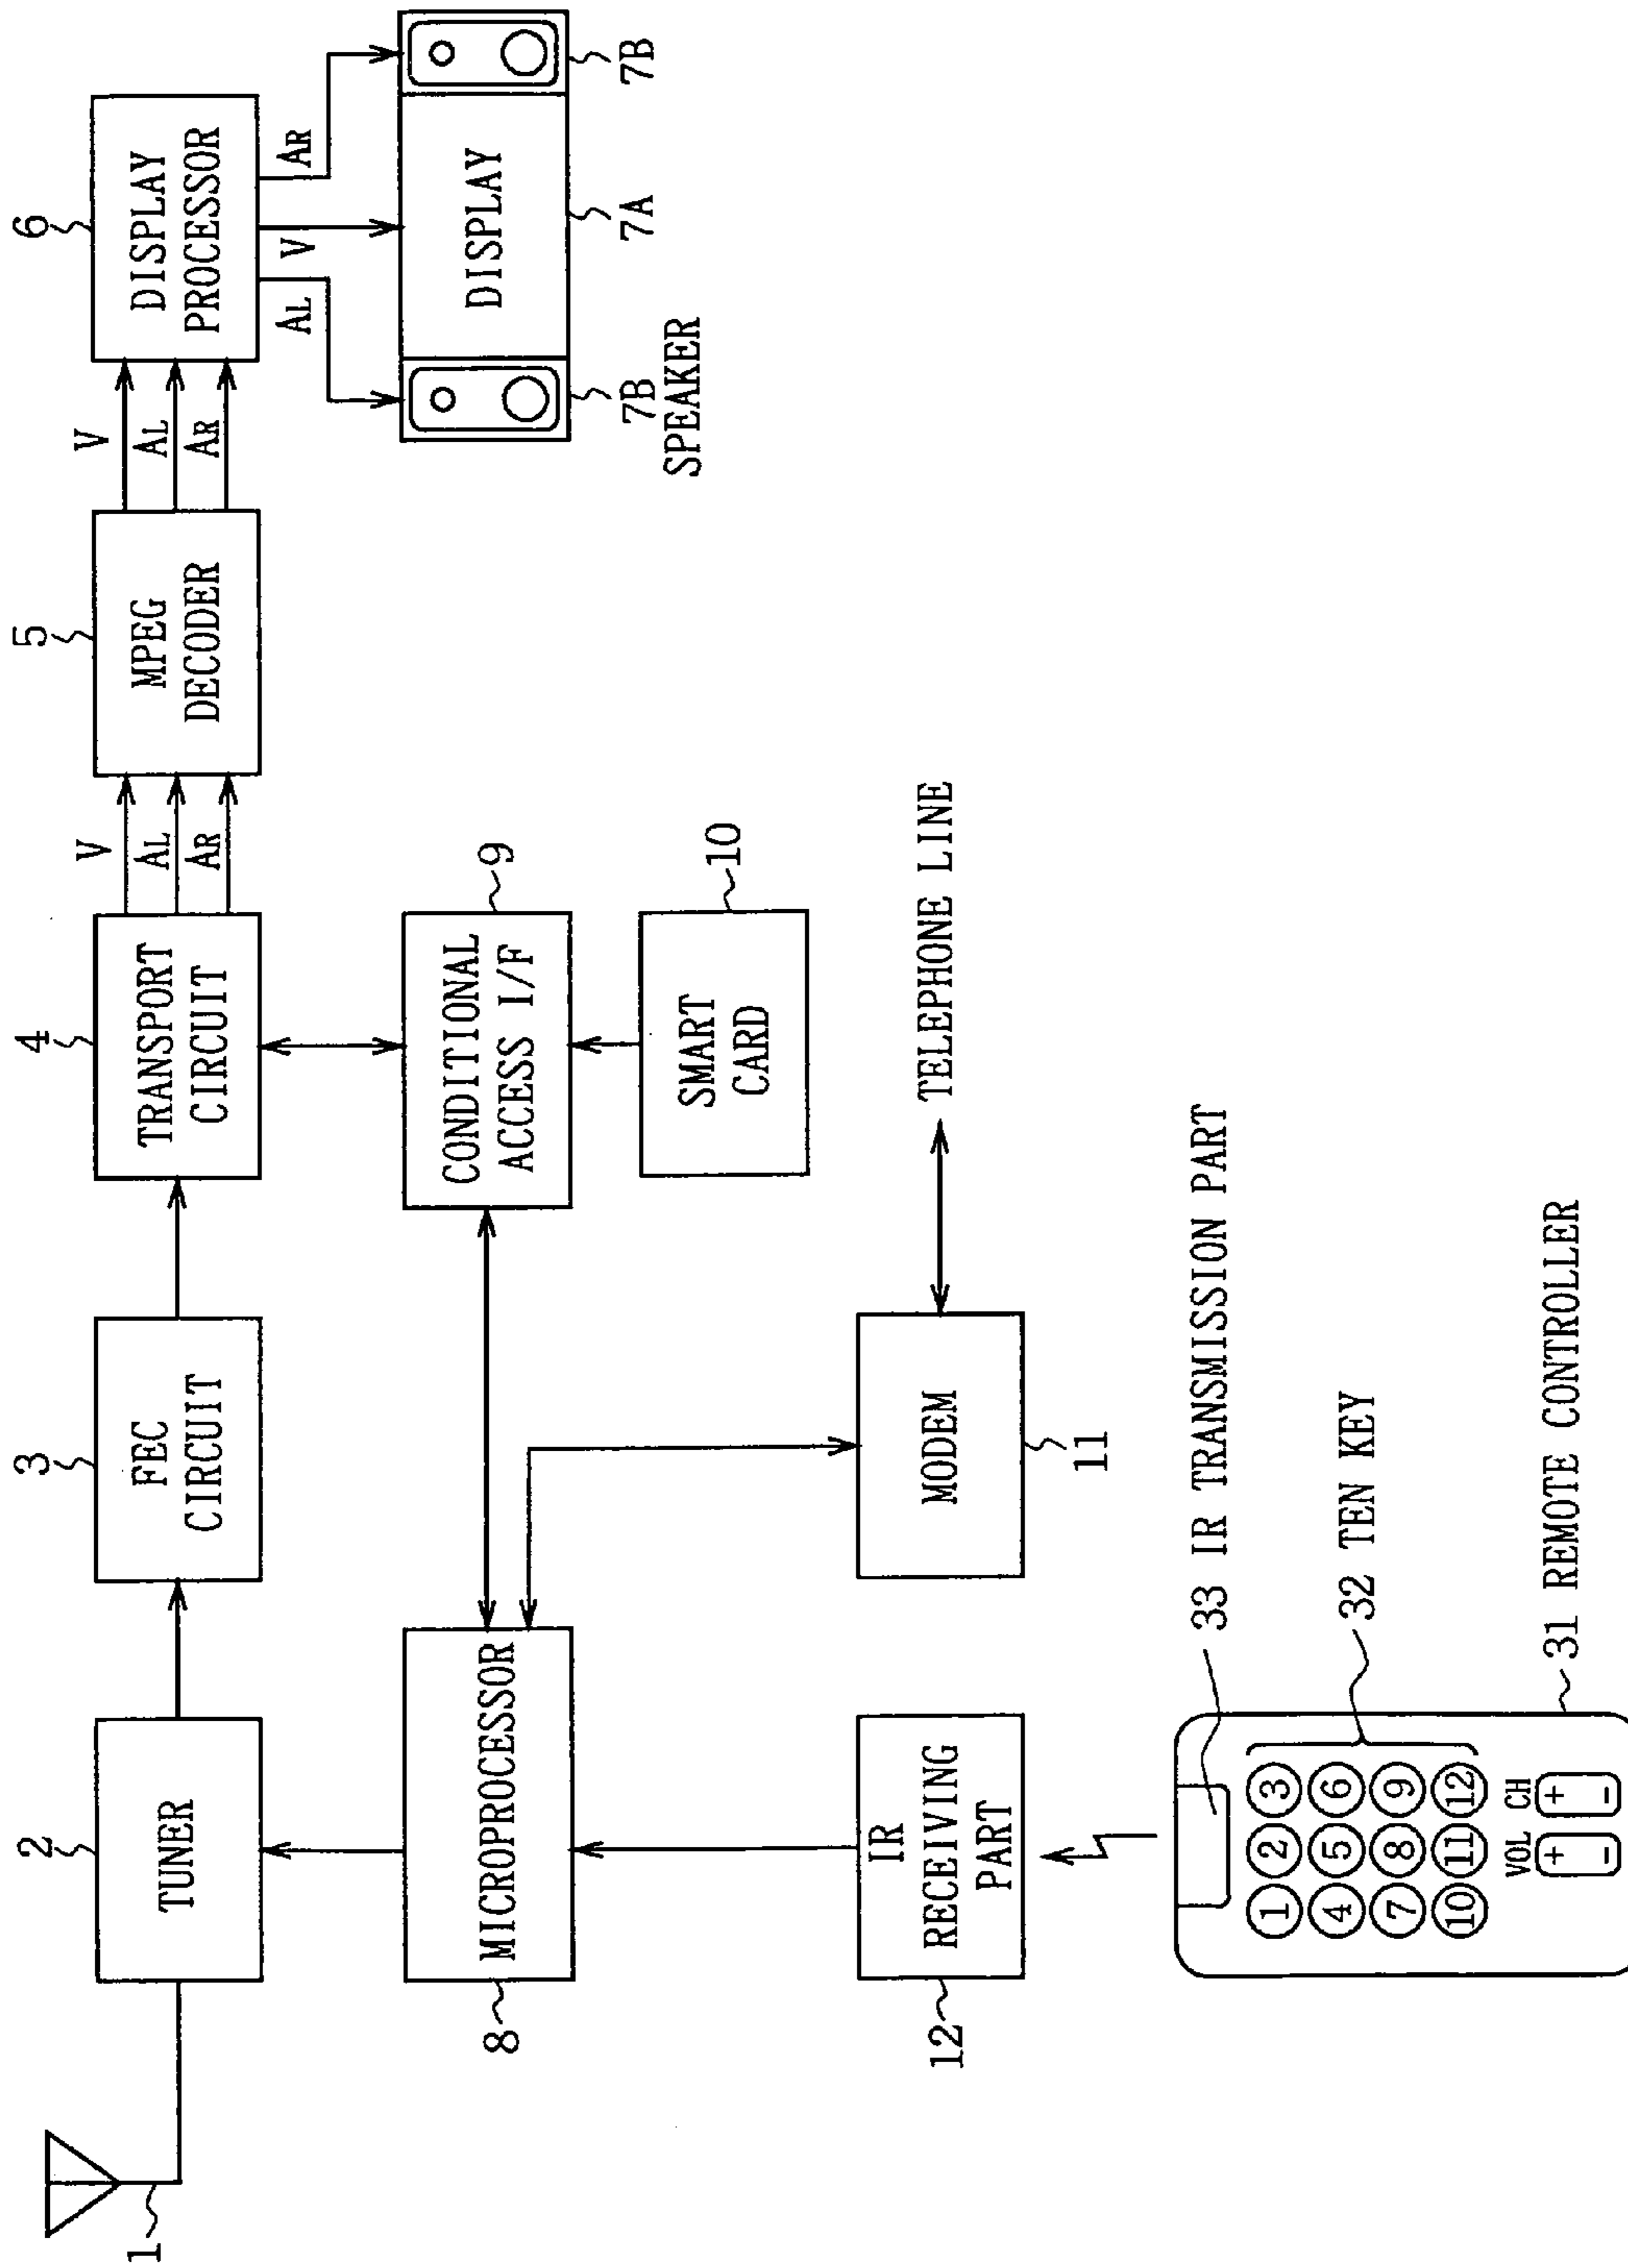 1
2
TUNER
3
FEC
CIRCUIT
4
TRANSPORT
CIRCUIT
V
AL
AR
5
MPEG
DECODER
V
AL
AR
6
DISPLAY
PROCESSOR
AL
V
AR
DISPLAY
7B
SPEAKER
7A
7B
8
MICROPROCESSOR
CONDITIONAL
ACCESS I/F
9
SMART
CARD
10
MODEM
11
TELEPHONE LINE
12
IR
RECEIVING
PART
33 IR TRANSMISSION PART
1 2 3
4 5 6
7 8 9
10 11 12
32 TEN KEY
VOL CH
+ +
- -
31 REMOTE CONTROLLER